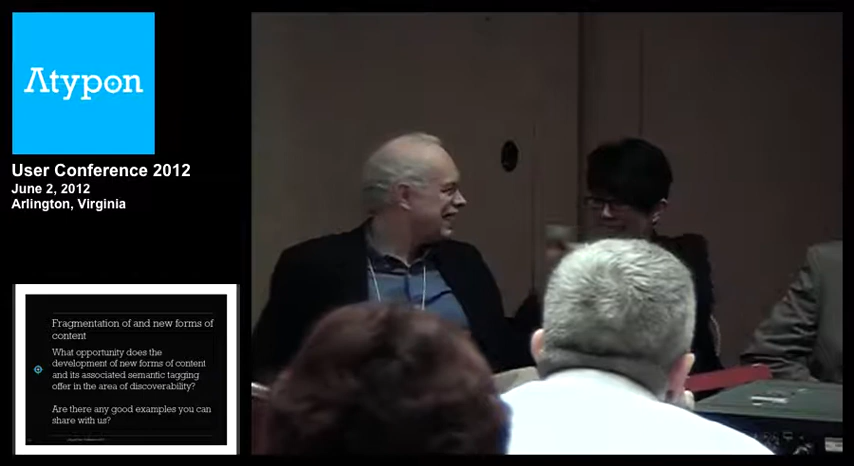 Atypon
User Conference 2012
June 2, 2012
Arlington, Virginia
Fragmentation of and new forms of
content
What opportunity does the
development of new forms of content
and its associated semantic tagging
offer in the area of discoverability?
Are there any good examples you can
share with us?